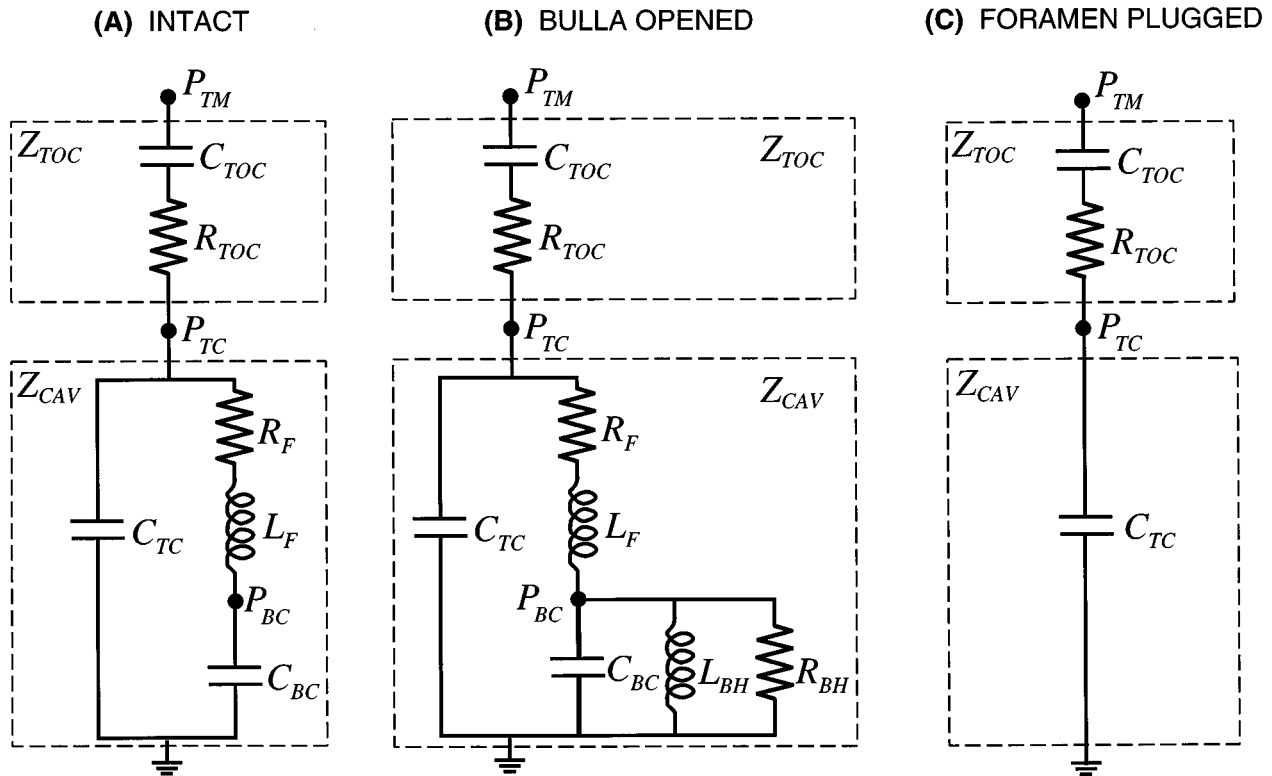 (A) INTACT
P_TM
Z_TOC
C_TOC
R_TOC
P_TC
Z_CAV
R_F
C_TC
L_F
P_BC
C_BC
(B) BULLA OPENED
P_TM
Z_TOC
C_TOC
R_TOC
P_TC
Z_CAV
R_F
C_TC
L_F
P_BC
C_BC L_BH R_BH
(C) FORAMEN PLUGGED
P_TM
Z_TOC
C_TOC
R_TOC
P_TC
Z_CAV
C_TC